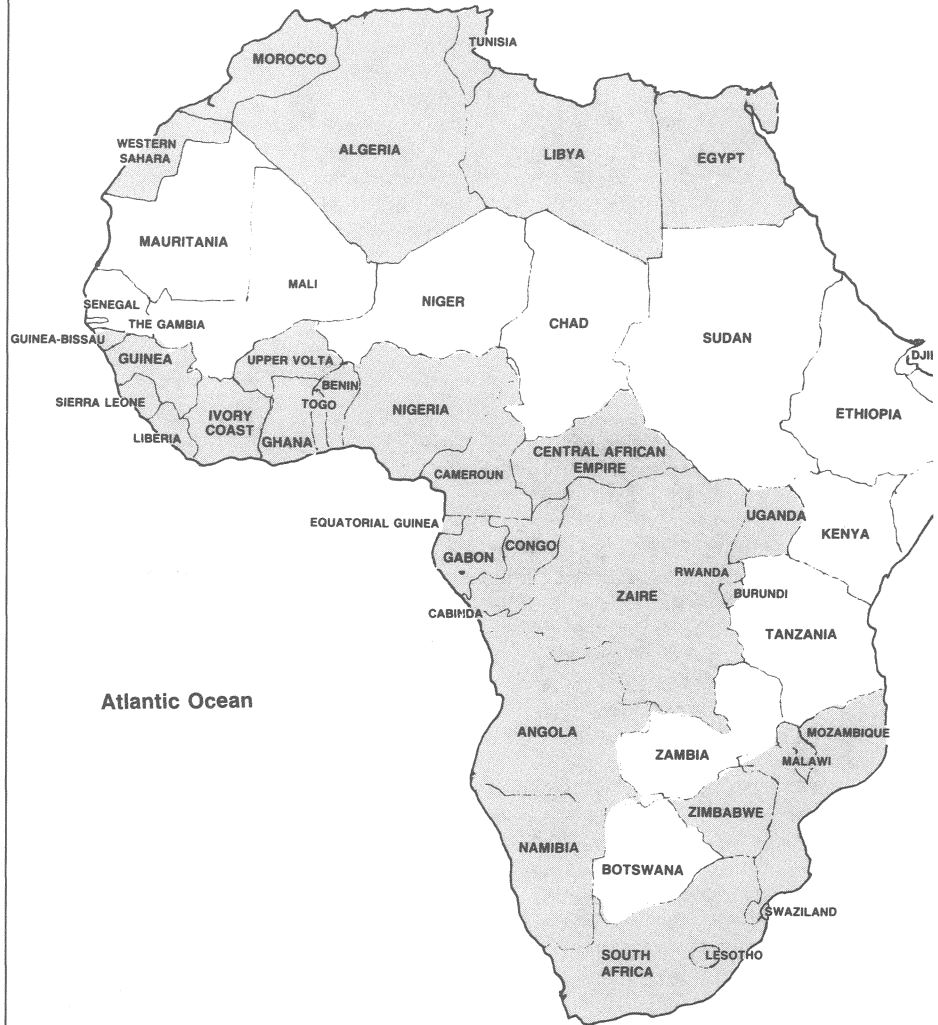 TUNISIA
MOROCCO
ALGERIA
LIBYA
EGYPT
WESTERN
SAHARA
MAURITANIA
MALI
NIGER
CHAD
SUDAN
SENEGAL
THE GAMBIA
GUINEA-BISSAU
GUINEA
UPPER VOLTA
BENIN
TOGO
DJI
ETHIOPIA
SIERRA LEONE
IVORY
COAST
LIBERIA
GHANA
NIGERIA
CENTRAL AFRICAN
EMPIRE
CAMEROUN
EQUATORIAL GUINEA
UGANDA
KENYA
GABON
CONGO
RWANDA
ZAIRE
BURUNDI
CABINDA
TANZANIA
Atlantic Ocean
ANGOLA
ZAMBIA
MOZAMBIQUE
MALAWI
ZIMBABWE
NAMIBIA
BOTSWANA
SWAZILAND
SOUTH
AFRICA
LESOTHO